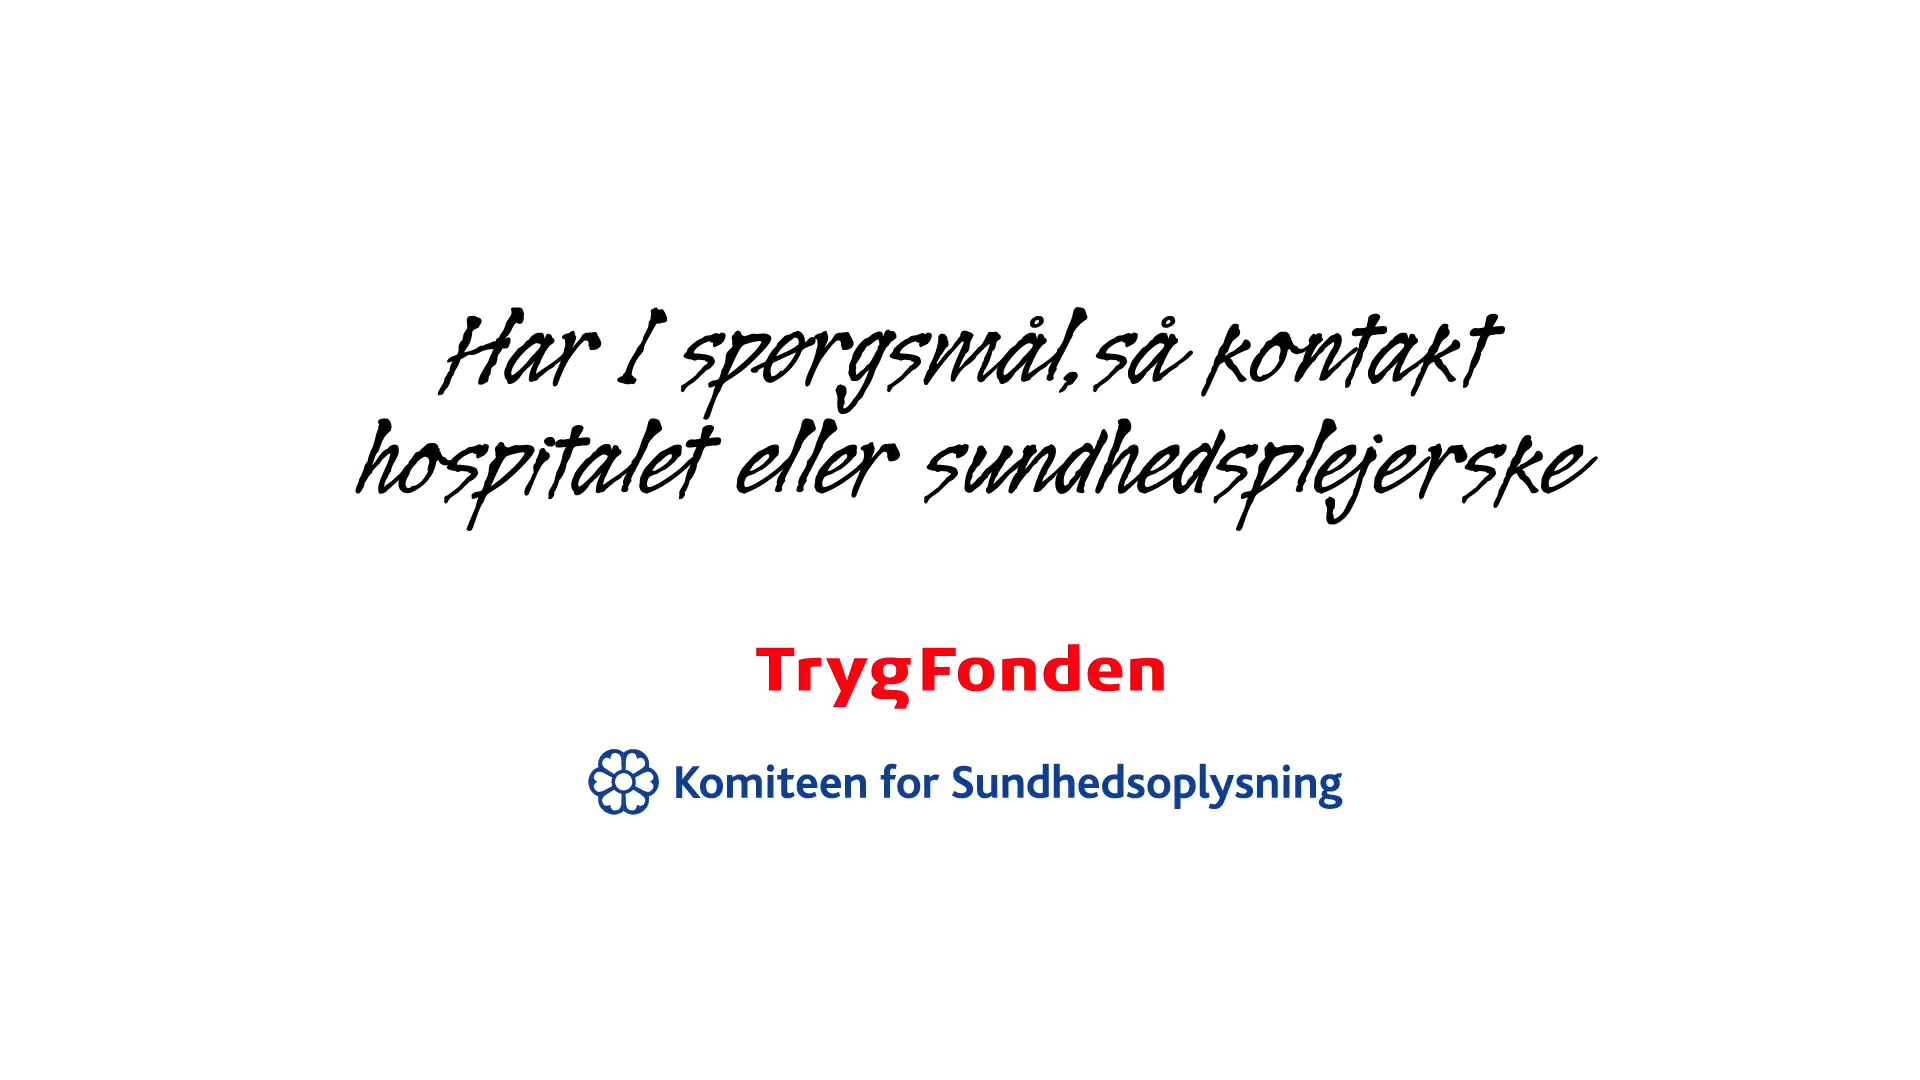 Har I spørgsmål, så kontakt
hospitalet eller sundhedsplejerske
TrygFonden
Komiteen for Sundhedsoplysning